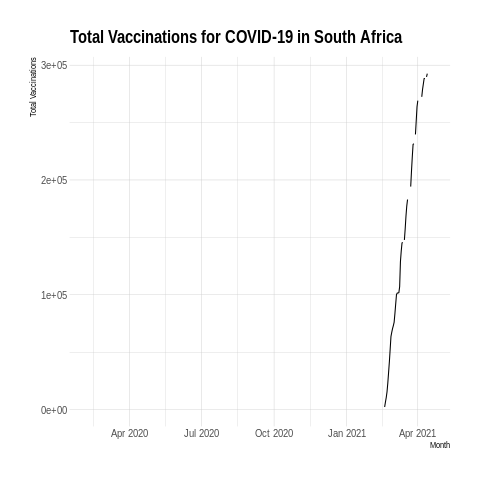 Total Vaccinations for COVID-19 in South Africa
Total Vaccinations
3e+05
2e+05
1e+05
0e+00
Apr 2020 Jul 2020 Oct 2020 Jan 2021 Apr 2021
Month